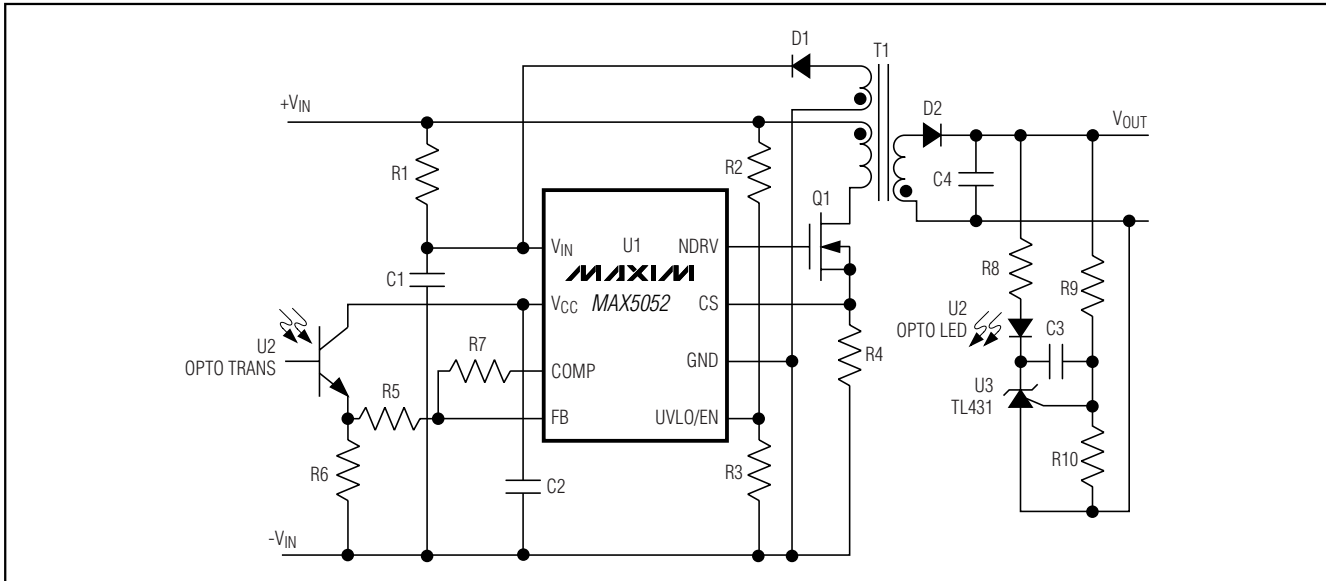 D1
T1
+VIN
D2
VOUT
R1
R2
C4
Q1
VIN
U1
NDRV
MAXIM
MAX5052
C1
R8
R9
VCC
CS
U2
OPTO LED
C3
U2
OPTO TRANS
R7
COMP
GND
R4
U3
TL431
R5
FB
UVLO/EN
R6
C2
R3
R10
-VIN